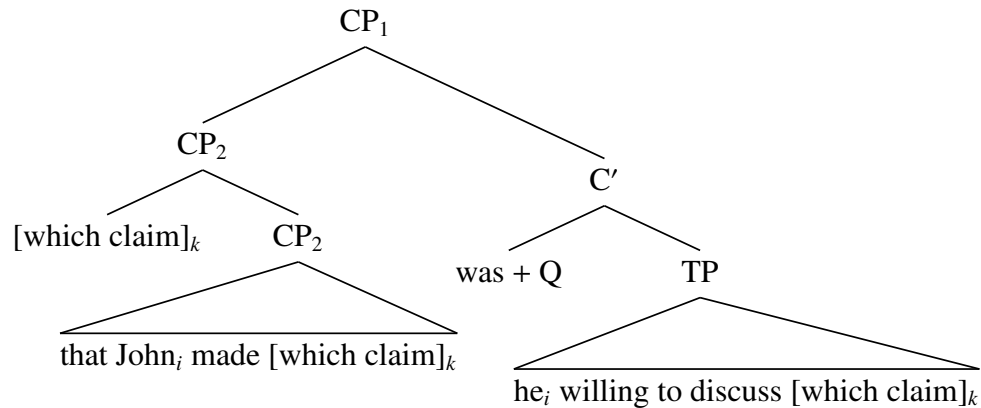 CP₁
CP₂
C′
[which claim]ₖ
CP₂
was + Q
TP
that Johnᵢ made [which claim]ₖ
heᵢ willing to discuss [which claim]ₖ